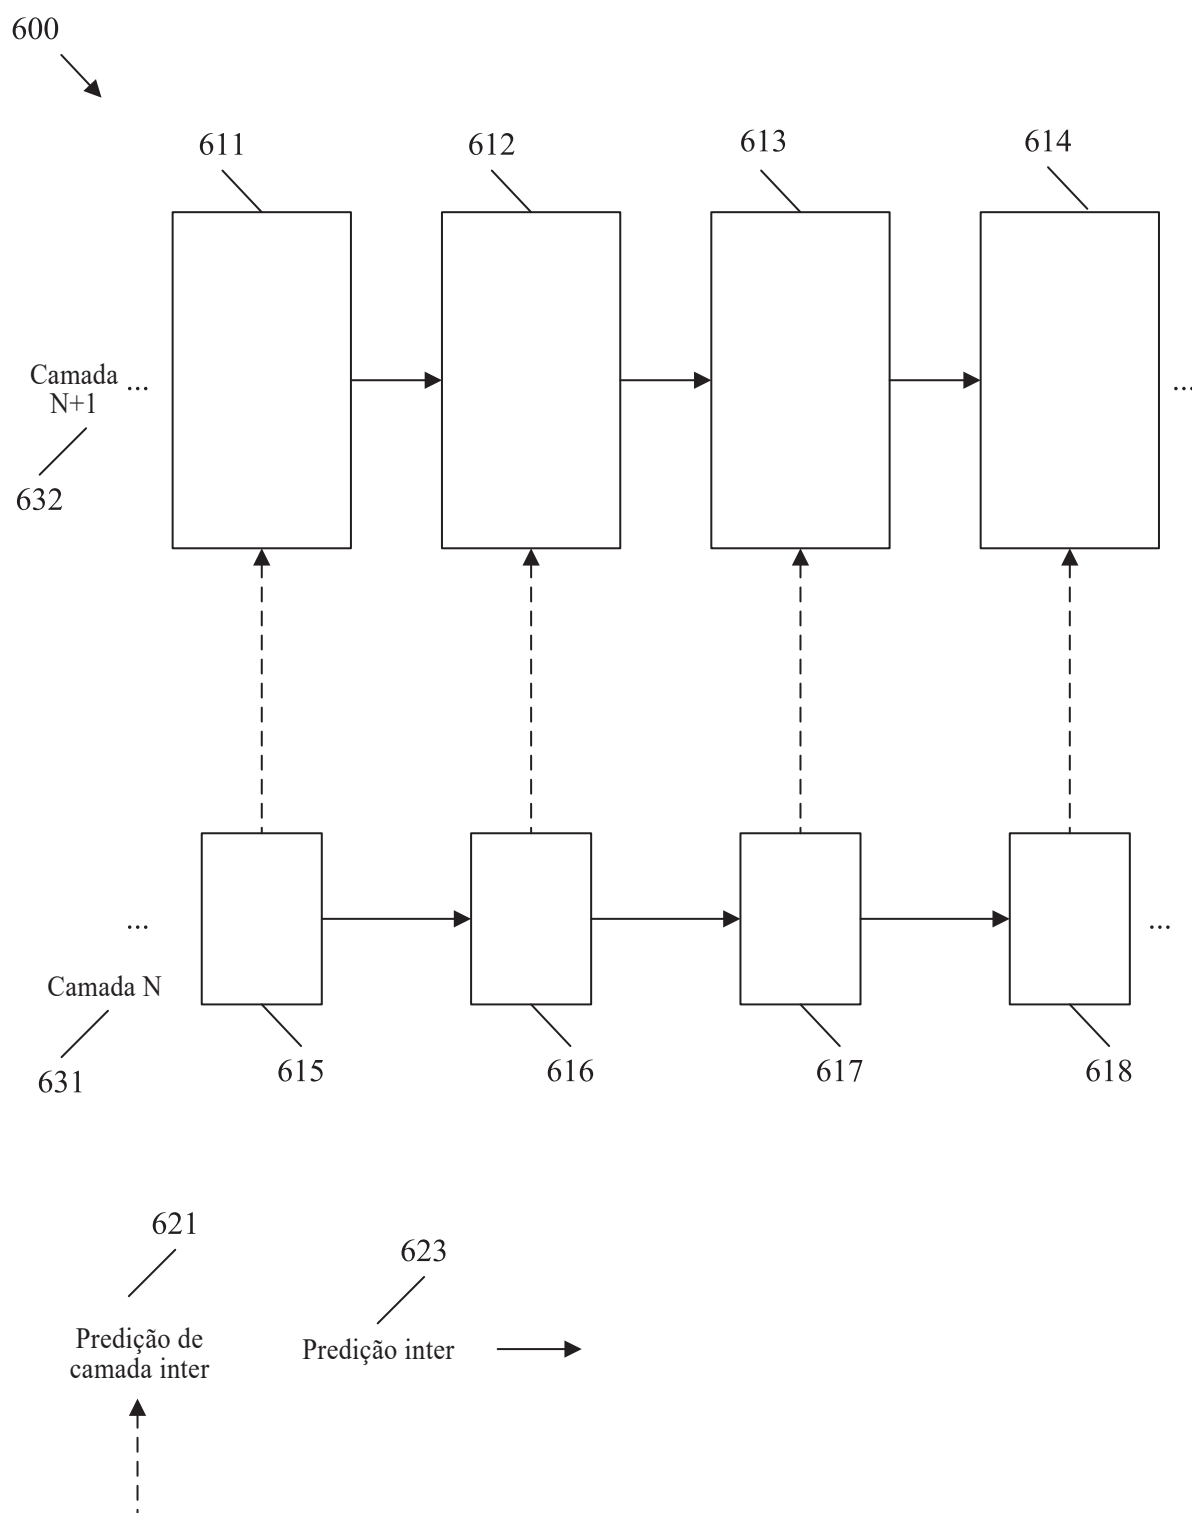 600
611
612
613
614
Camada
N+1
...
...
632
...
...
Camada N
631
615
616
617
618
621
623
Predição de
camada inter
Predição inter